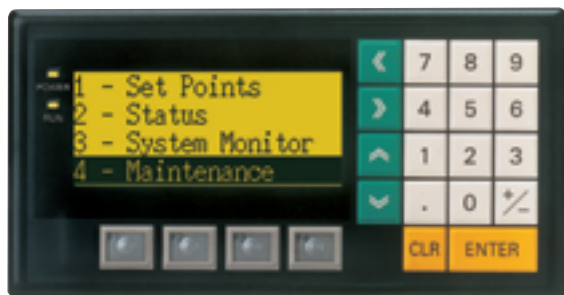 POWER
RUN
1 - Set Points
2 - Status
3 - System Monitor
4 - Maintenance
7 8 9
4 5 6
1 2 3
. 0 +/-
CLR ENTER